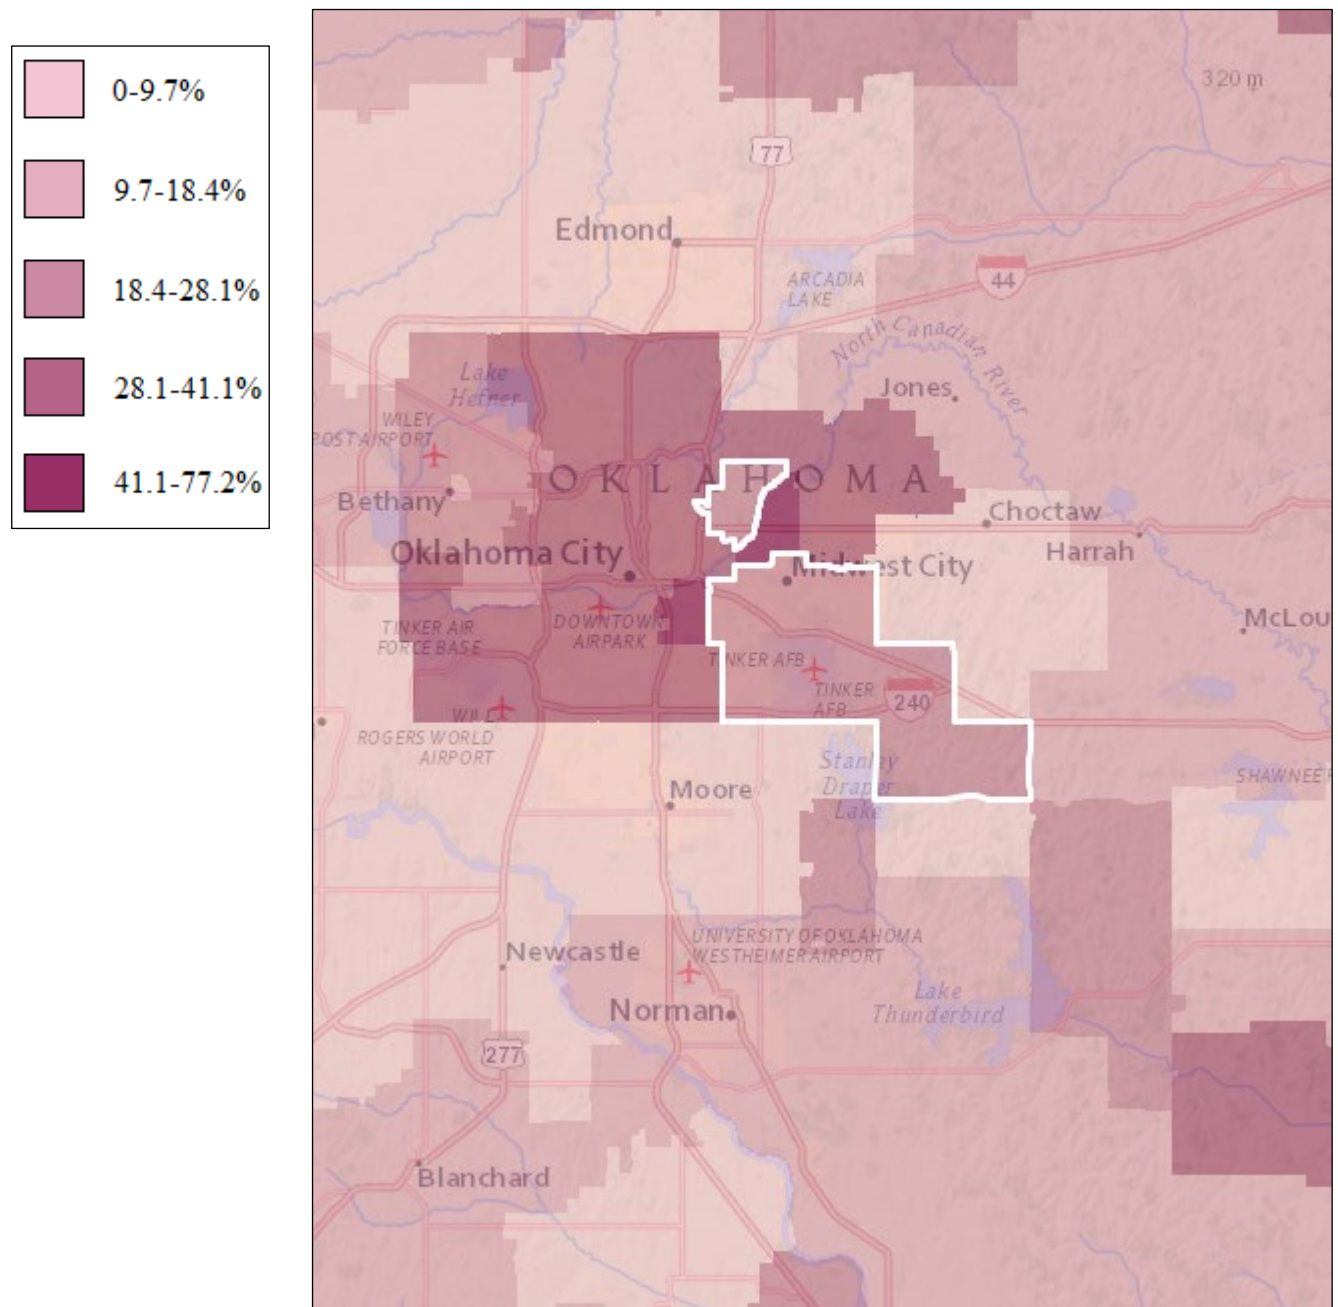 0-9.7%
9.7-18.4%
18.4-28.1%
28.1-41.1%
41.1-77.2%
320 m
77
Edmond
ARCADIA
LAKE
44
North Canadian River
Lake
Hefner
Jones
WILEY
POST AIRPORT
OKLAHOMA
Bethany
Choctaw
Oklahoma City
Harrah
Midwest City
McLou
TINKER AIR
FORCE BASE
DOWNTOWN
AIRPARK
TINKER AFB
TINKER
AFB
240
WILL
ROGERS WORLD
AIRPORT
Stanley
Draper
Lake
SHAWNEE
Moore
UNIVERSITY OF OKLAHOMA
WESTHEIMER AIRPORT
Newcastle
Lake
Thunderbird
Norman
277
Blanchard